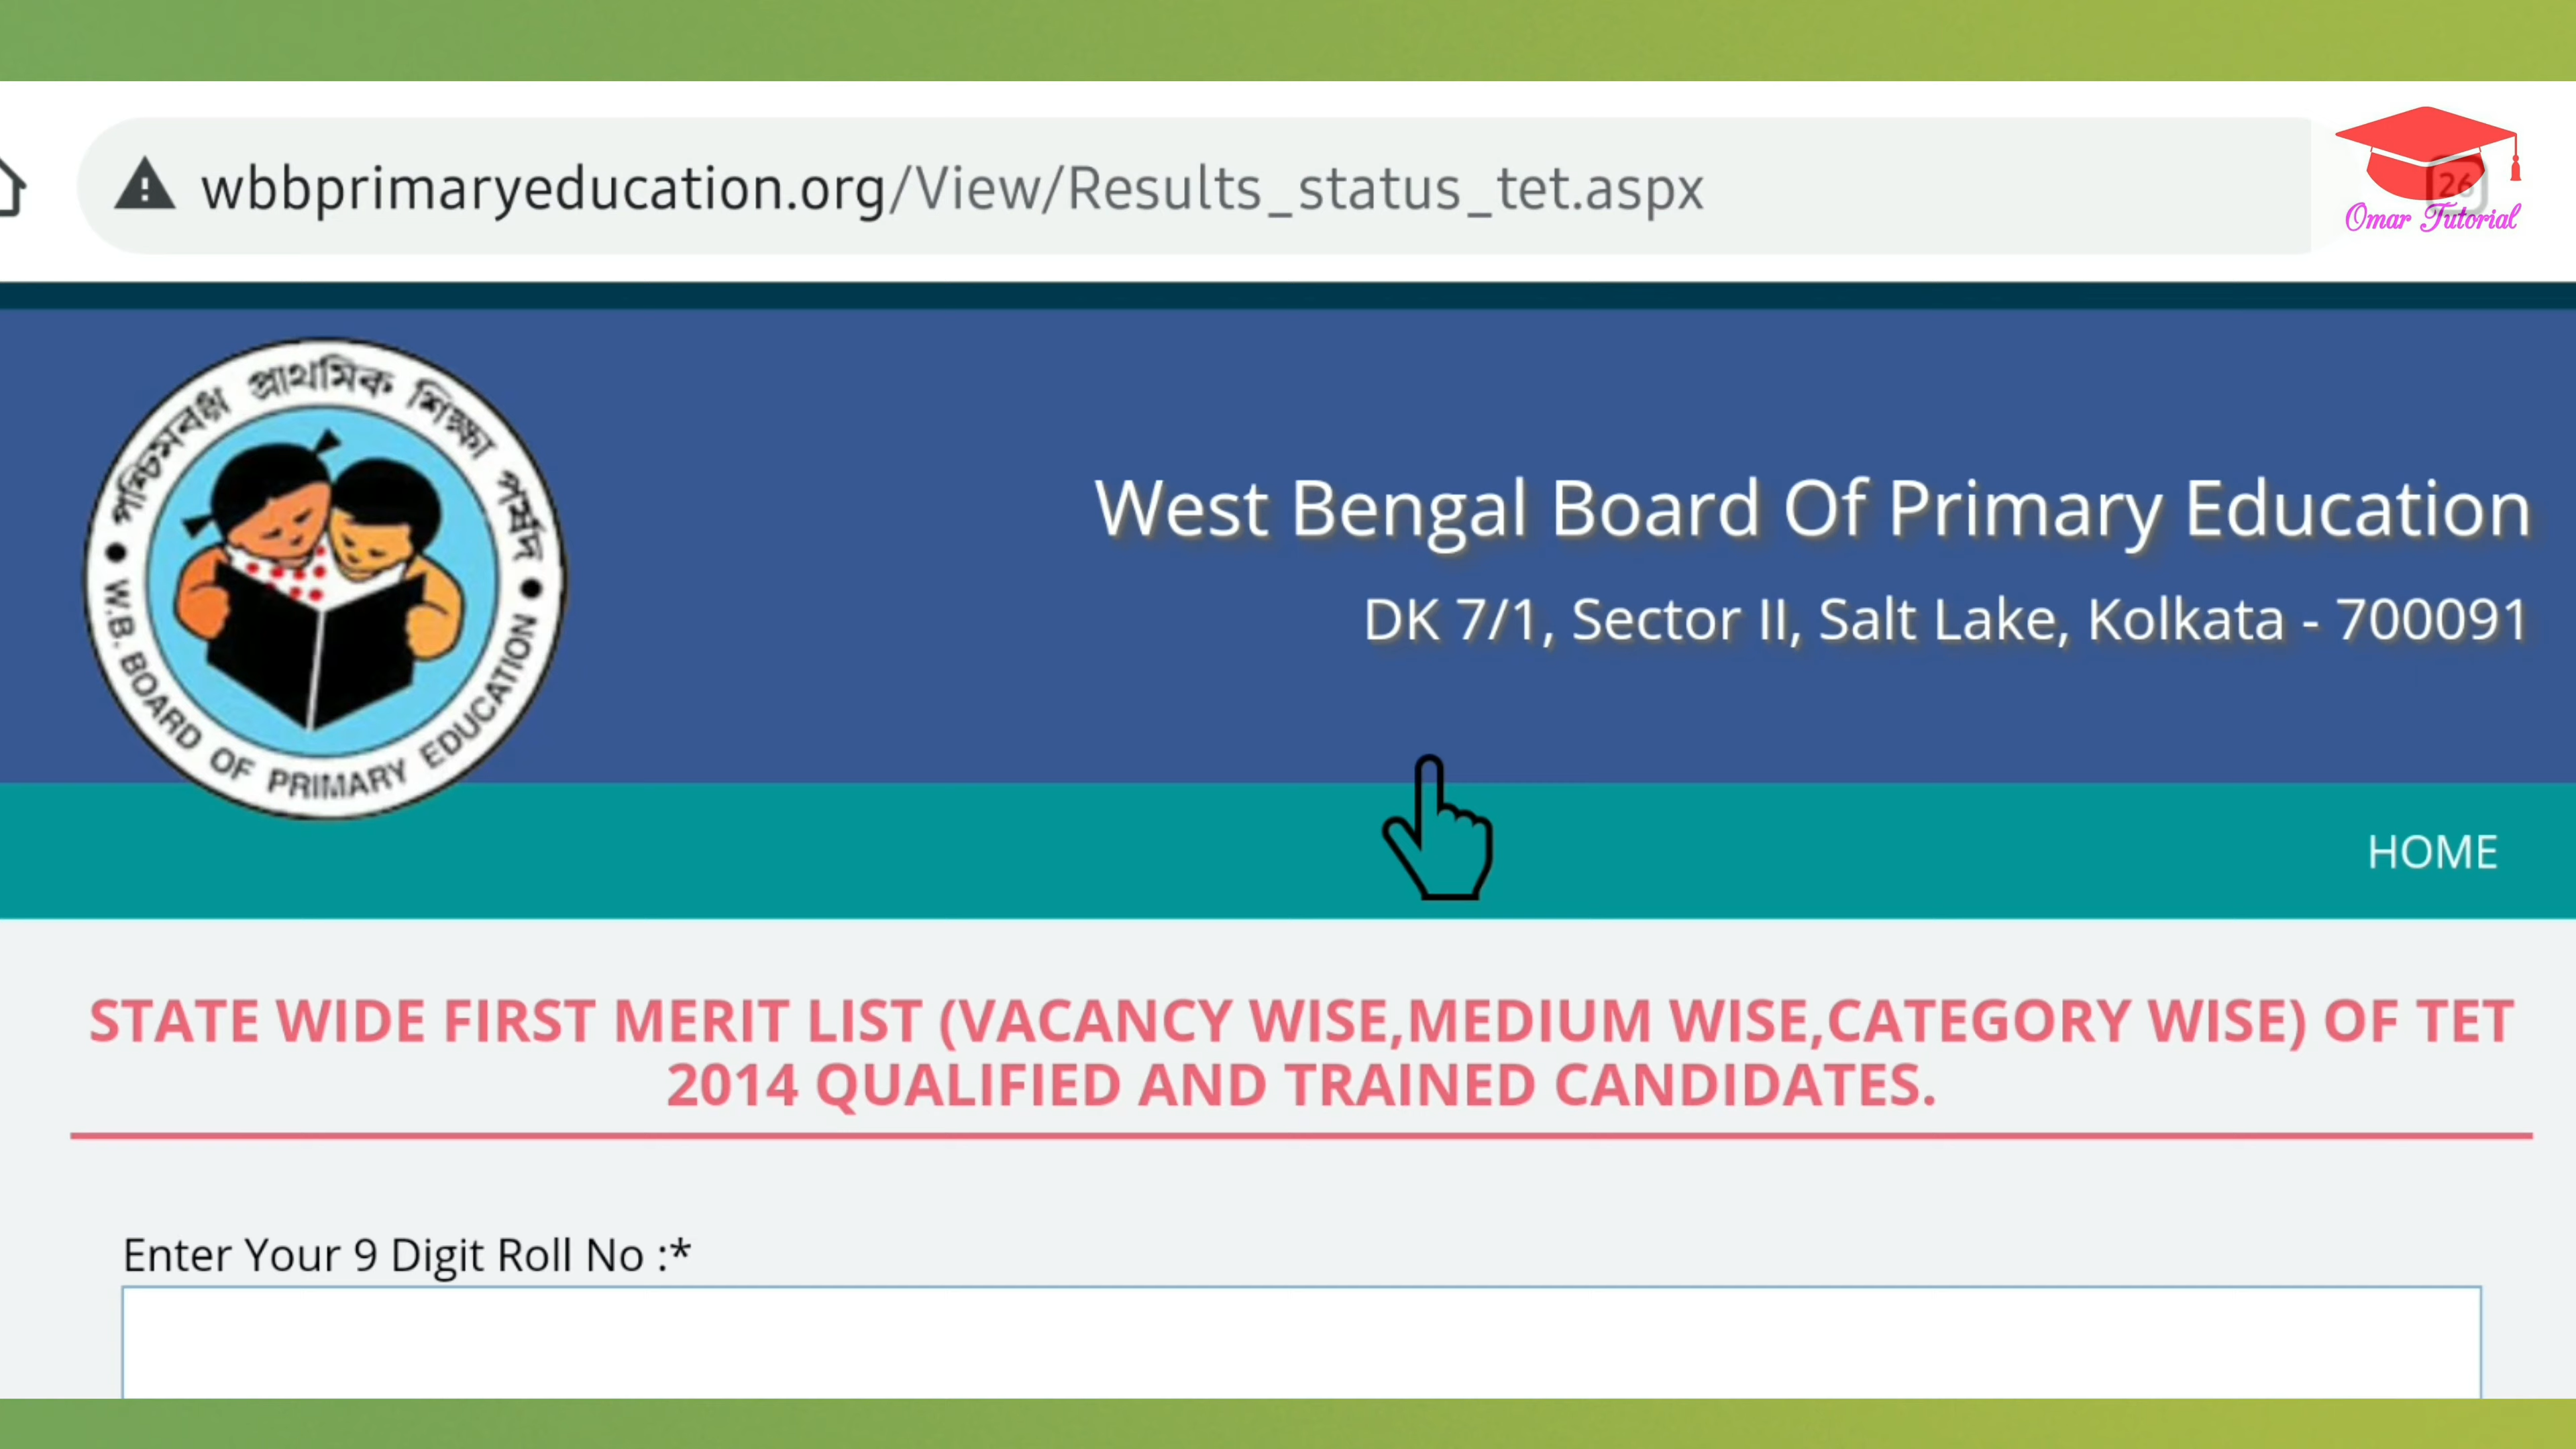 wbbprimaryeducation.org/View/Results_status_tet.aspx
26
Omar Tutorial
পশ্চিমবঙ্গ প্রাথমিক শিক্ষা পর্ষদ
W.B. BOARD OF PRIMARY EDUCATION
West Bengal Board Of Primary Education
DK 7/1, Sector II, Salt Lake, Kolkata - 700091
HOME
STATE WIDE FIRST MERIT LIST (VACANCY WISE,MEDIUM WISE,CATEGORY WISE) OF TET
2014 QUALIFIED AND TRAINED CANDIDATES.
Enter Your 9 Digit Roll No :*